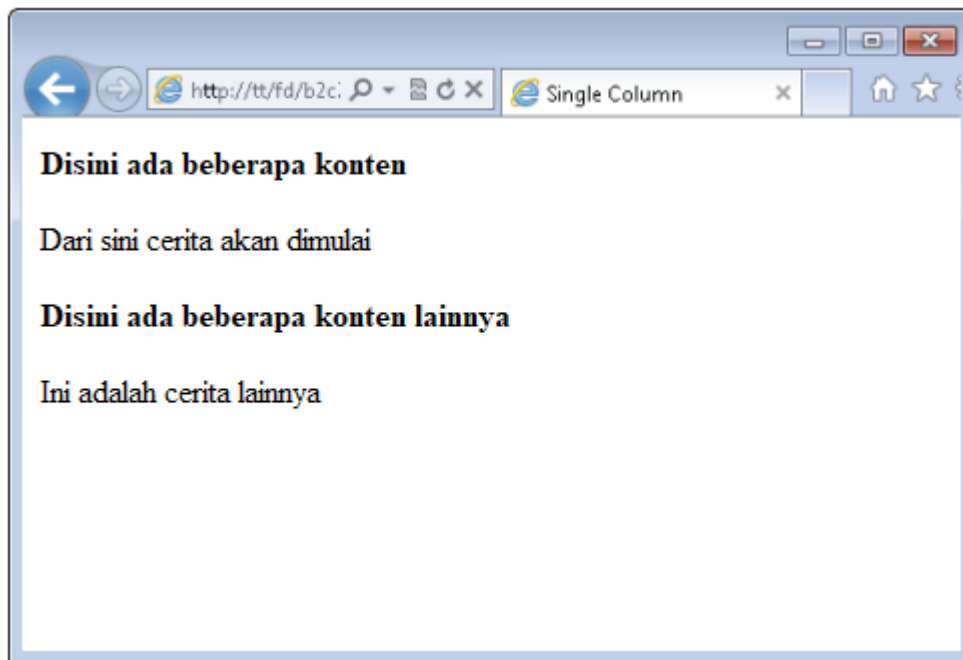 http://tt/fd/b2c
Single Column
Disini ada beberapa konten
Dari sini cerita akan dimulai
Disini ada beberapa konten lainnya
Ini adalah cerita lainnya